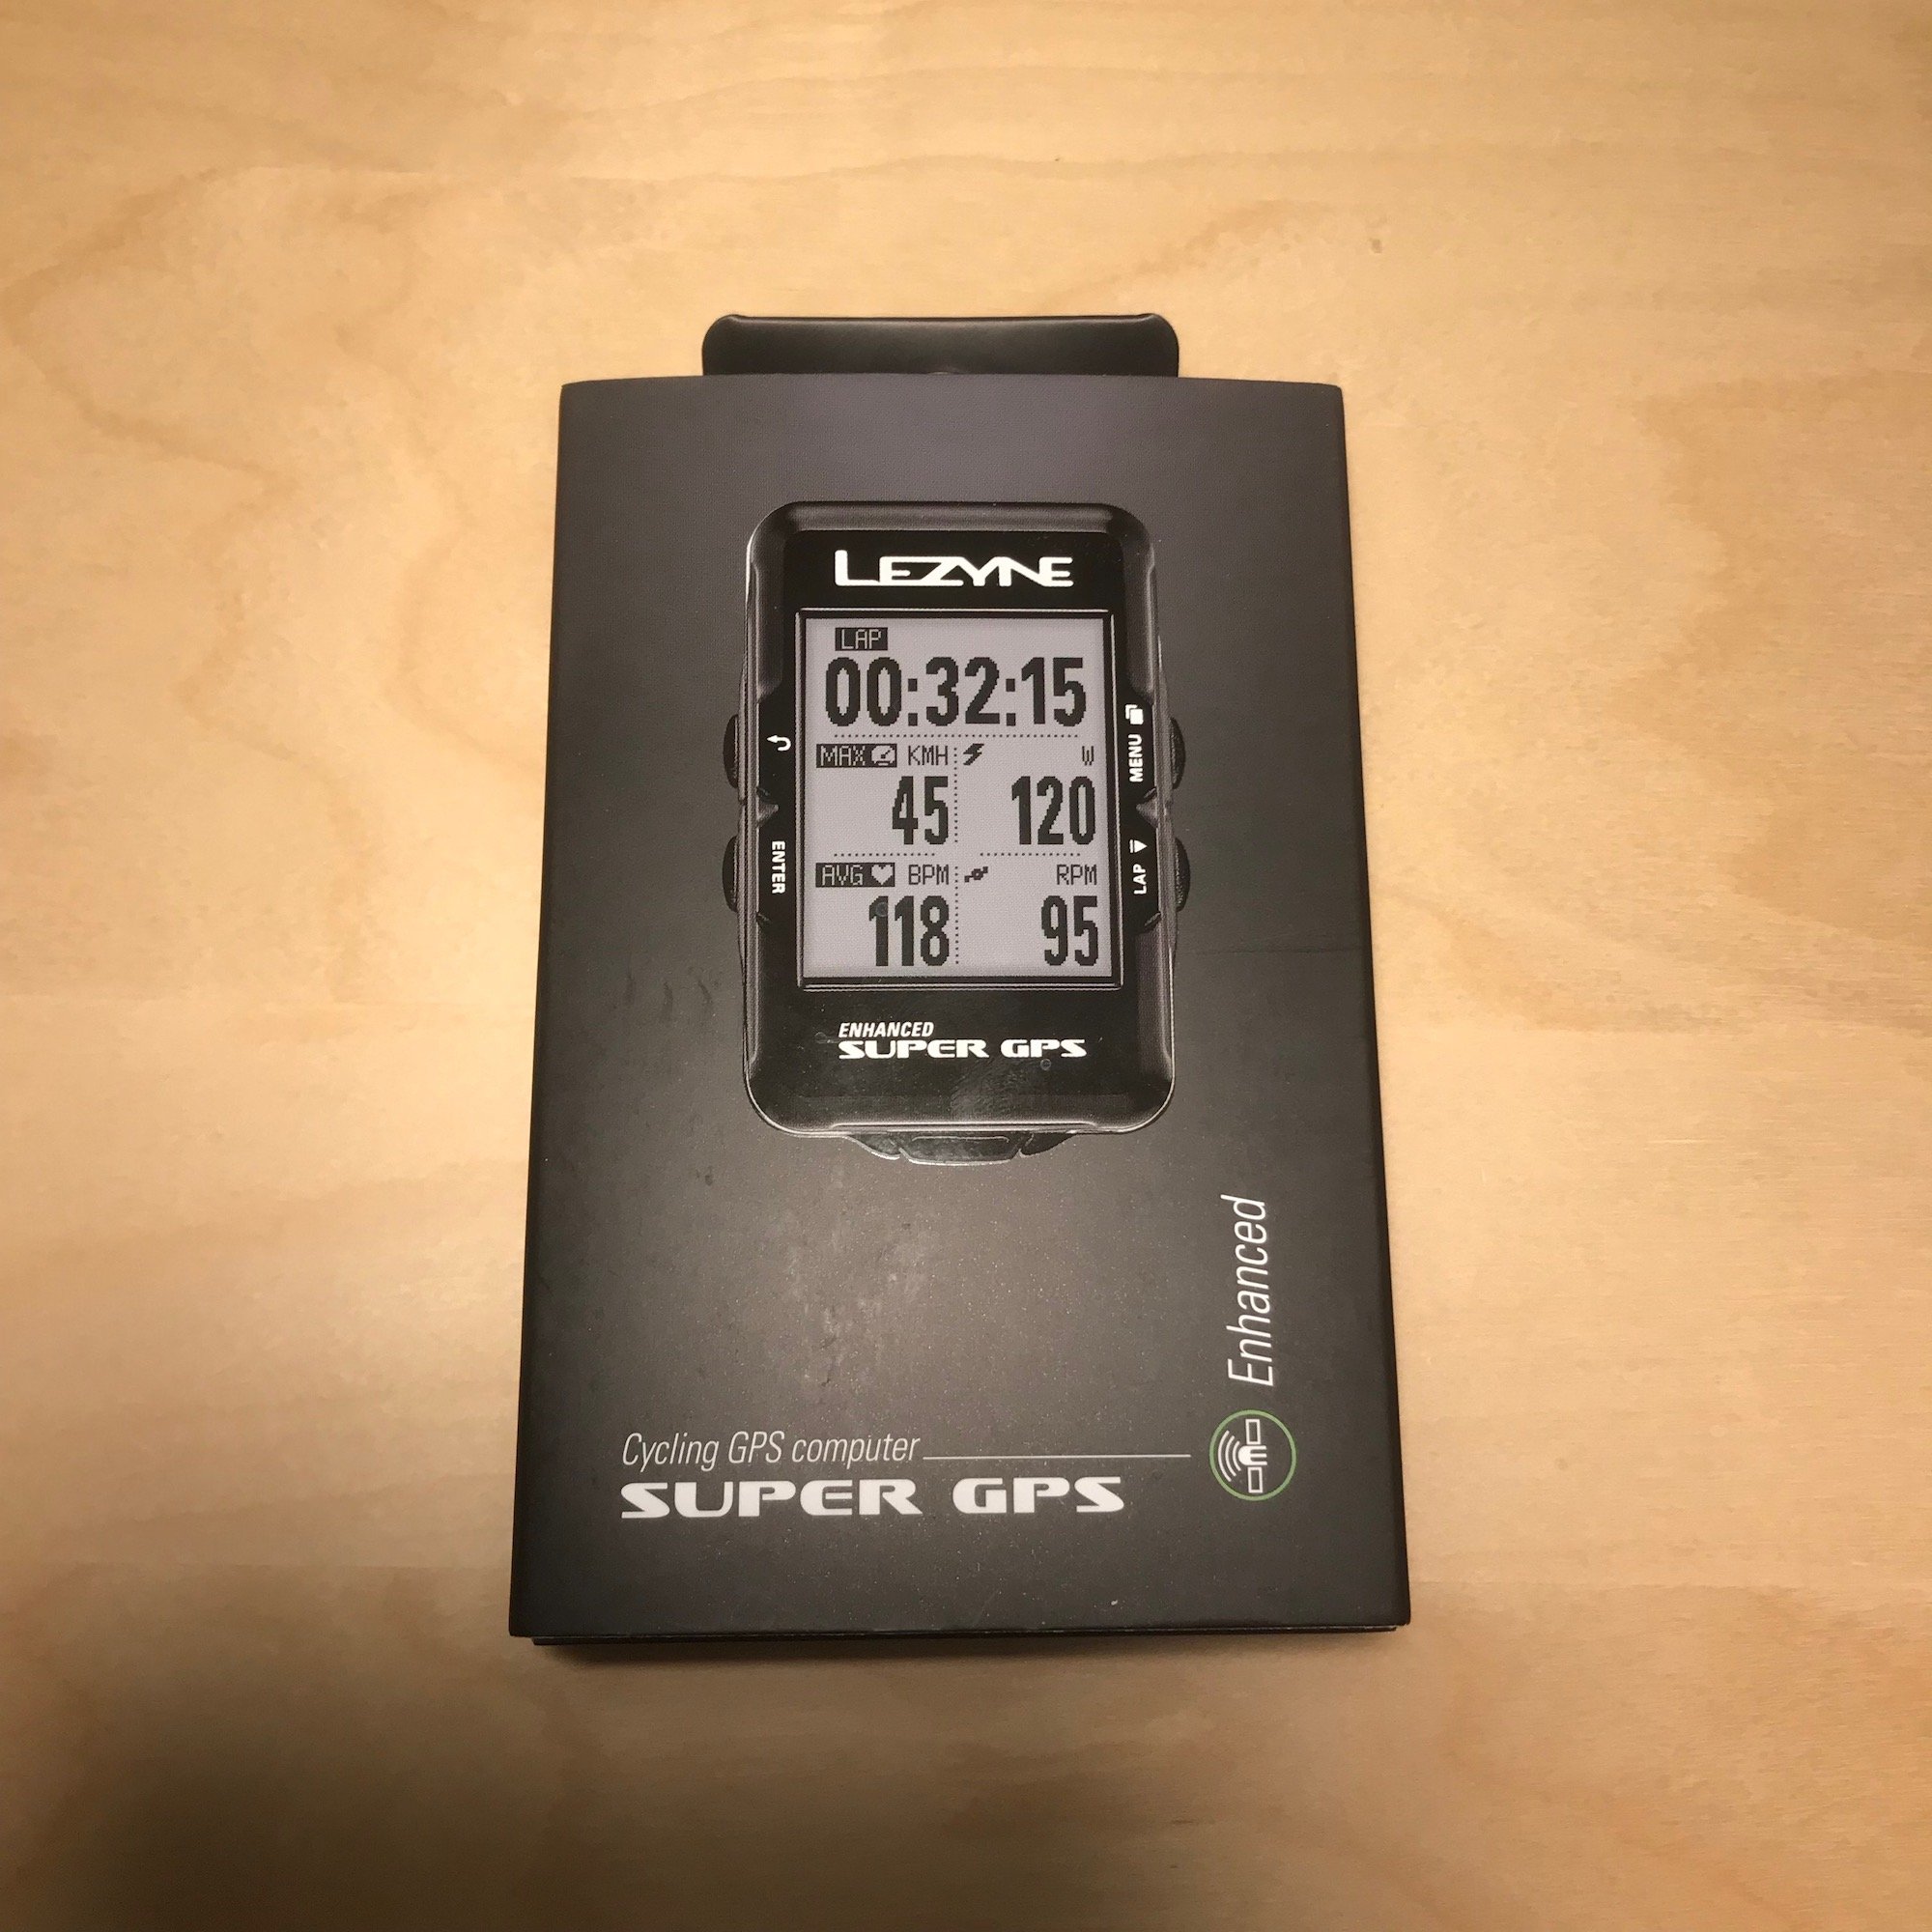 LEZYNE
LAP
00:32:15
MAX KMH W
45 120
AVG BPM RPM
118 95
MENU
ENTER
LAP
ENHANCED
SUPER GPS
Enhanced
Cycling GPS computer
SUPER GPS